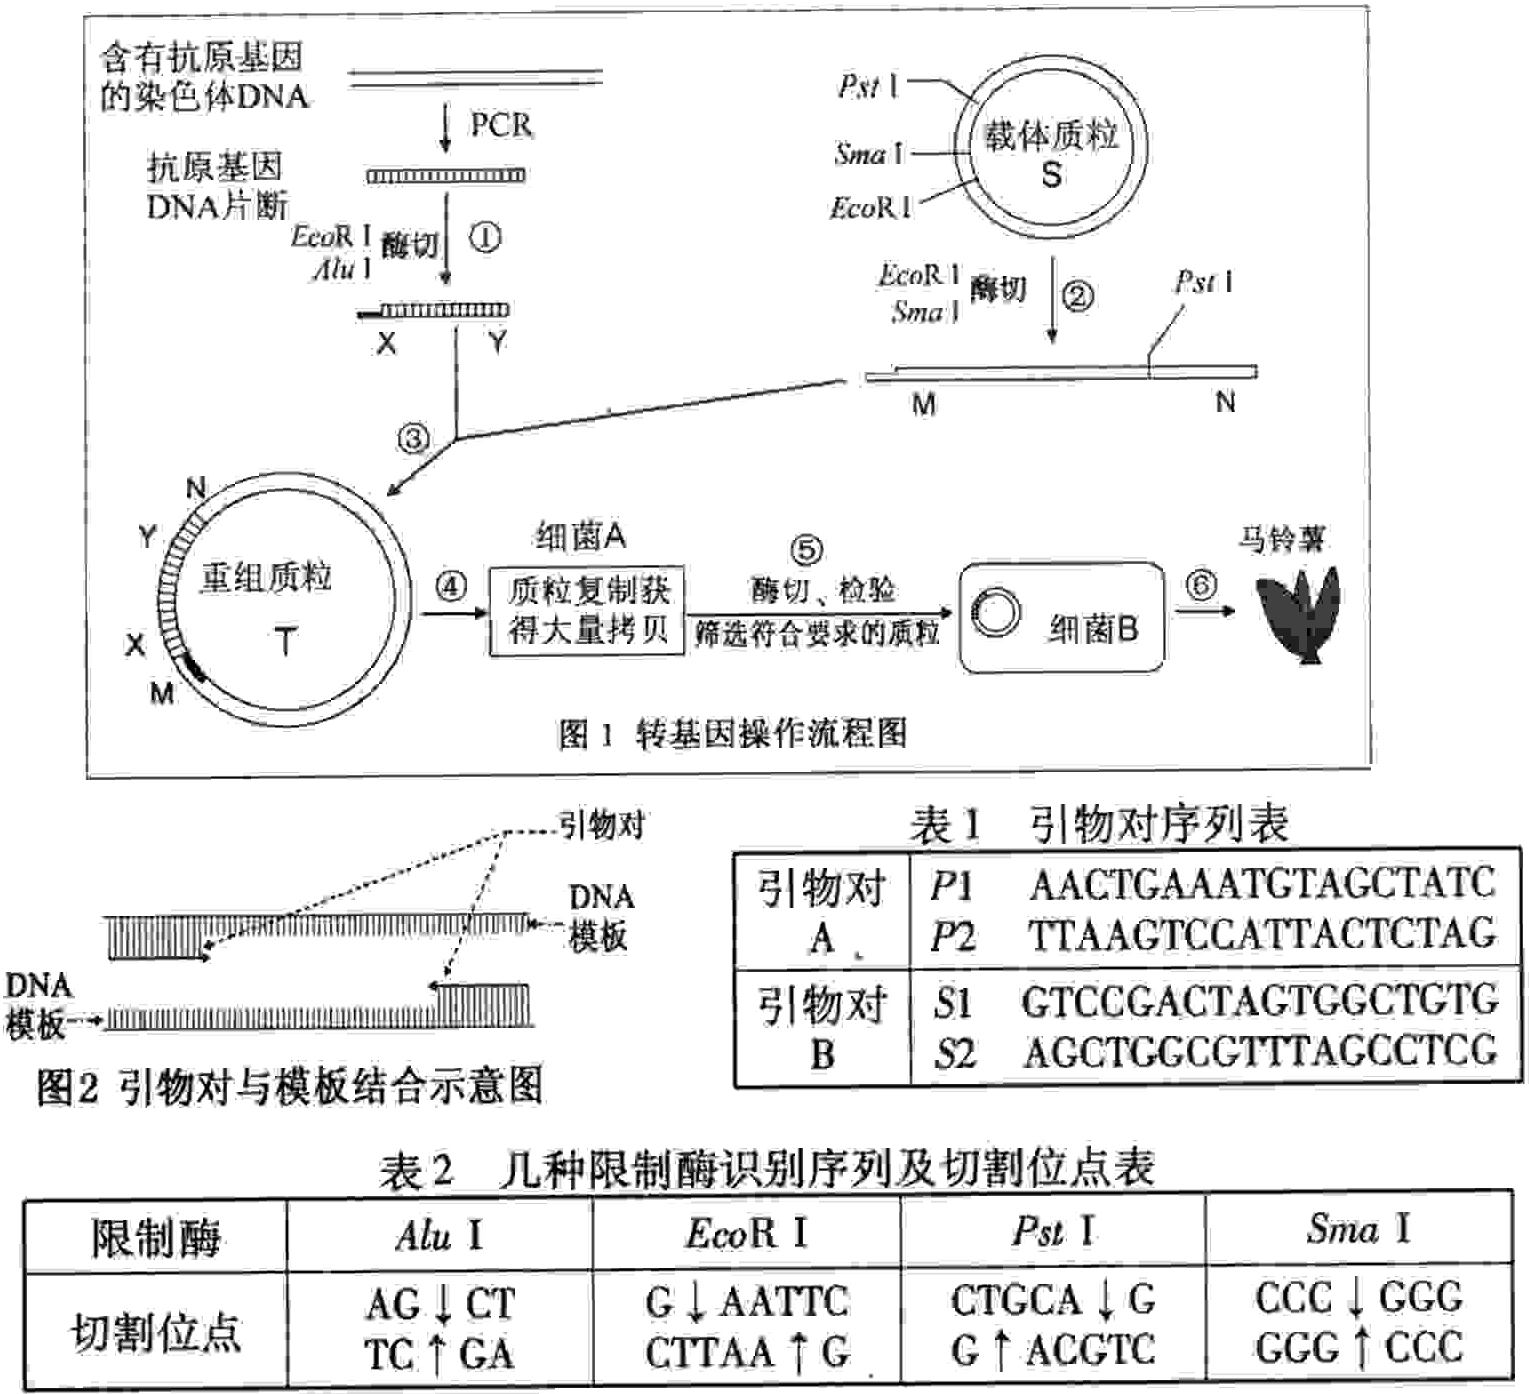 含有抗原基因
的染色体DNA
PCR
抗原基因
DNA片断
EcoR I
Alu I
酶切
①
X
Y
Pst I
Sma I
EcoR I
载体质粒
S
EcoR I
Sma I
酶切
②
Pst I
M
N
③
N
Y
X
M
重组质粒
T
④
细菌A
质粒复制获
得大量拷贝
⑤
酶切、检验
筛选符合要求的质粒
细菌B
⑥
马铃薯
图1 转基因操作流程图
引物对
DNA
模板
DNA
模板
图2 引物对与模板结合示意图
表1 引物对序列表
引物对
A
P1 AACTGAAATGTAGCTATC
P2 TTAAGTCCATTACTCTAG
引物对
B
S1 GTCCGACTAGTGGCTGTG
S2 AGCTGGCGTTTAGCCTCG
表2 几种限制酶识别序列及切割位点表
限制酶 Alu I EcoR I Pst I Sma I
切割位点
AG↓CT G↓AATTC CTGCA↓G CCC↓GGG
TC↑GA CTTAA↑G G↑ACGTC GGG↑CCC